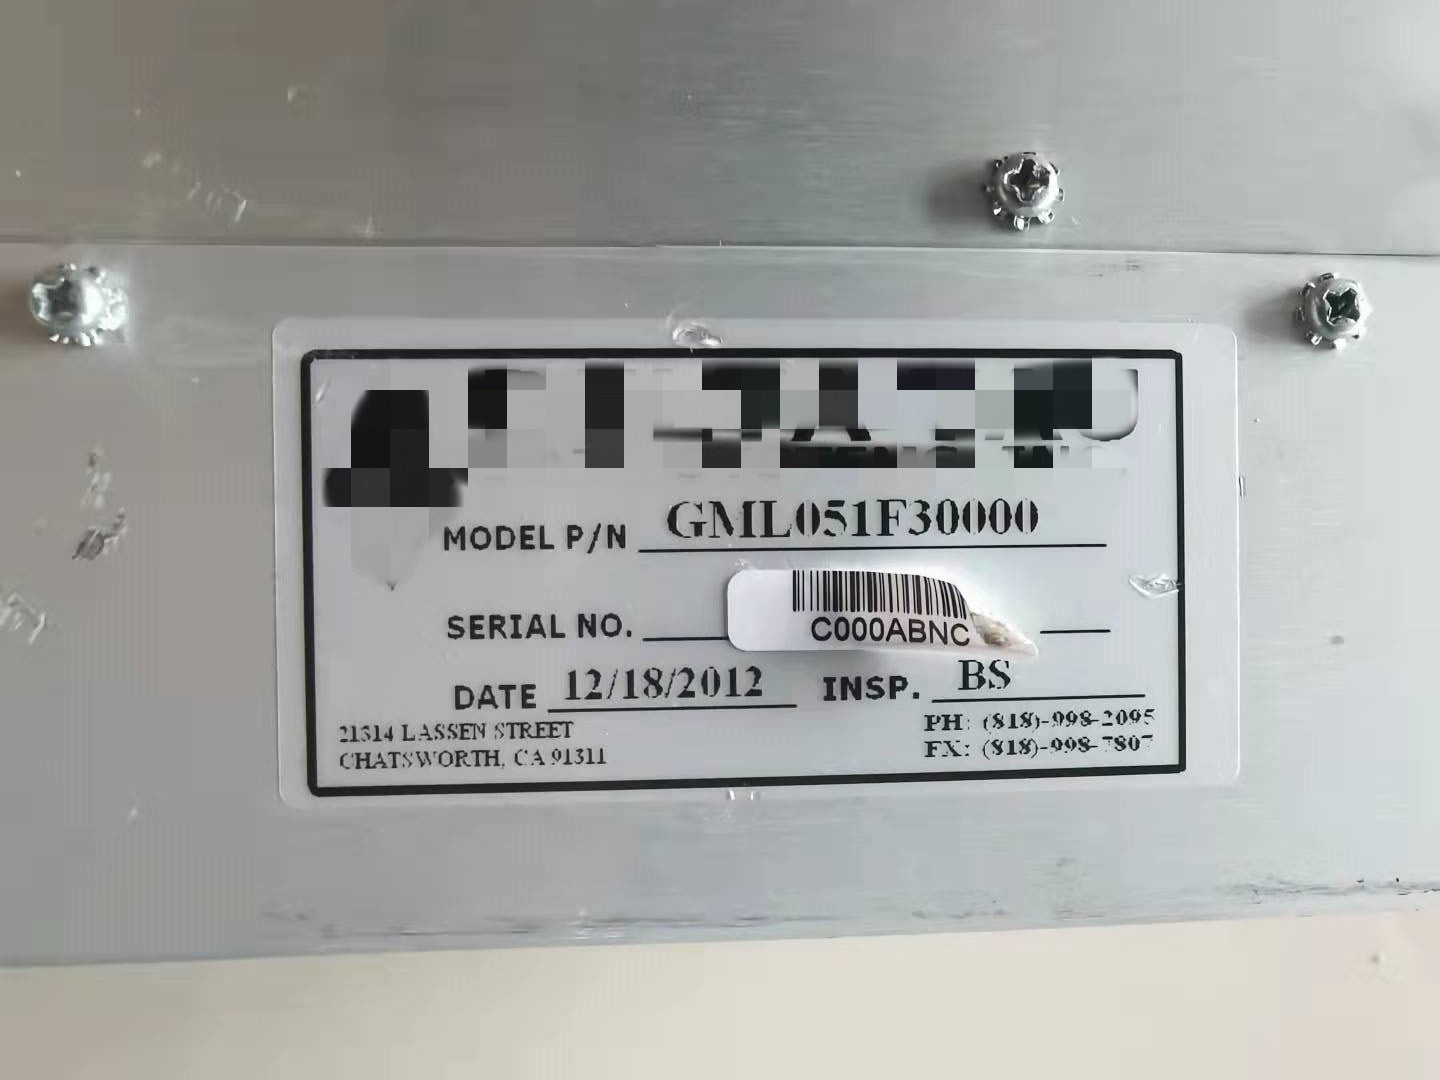 MODEL P/N GML051F30000
C000ABNC
SERIAL NO.
DATE 12/18/2012 INSP. BS
21314 LASSEN STREET PH: (818)-998-2095
CHATSWORTH, CA 91311 FX: (818)-998-7807